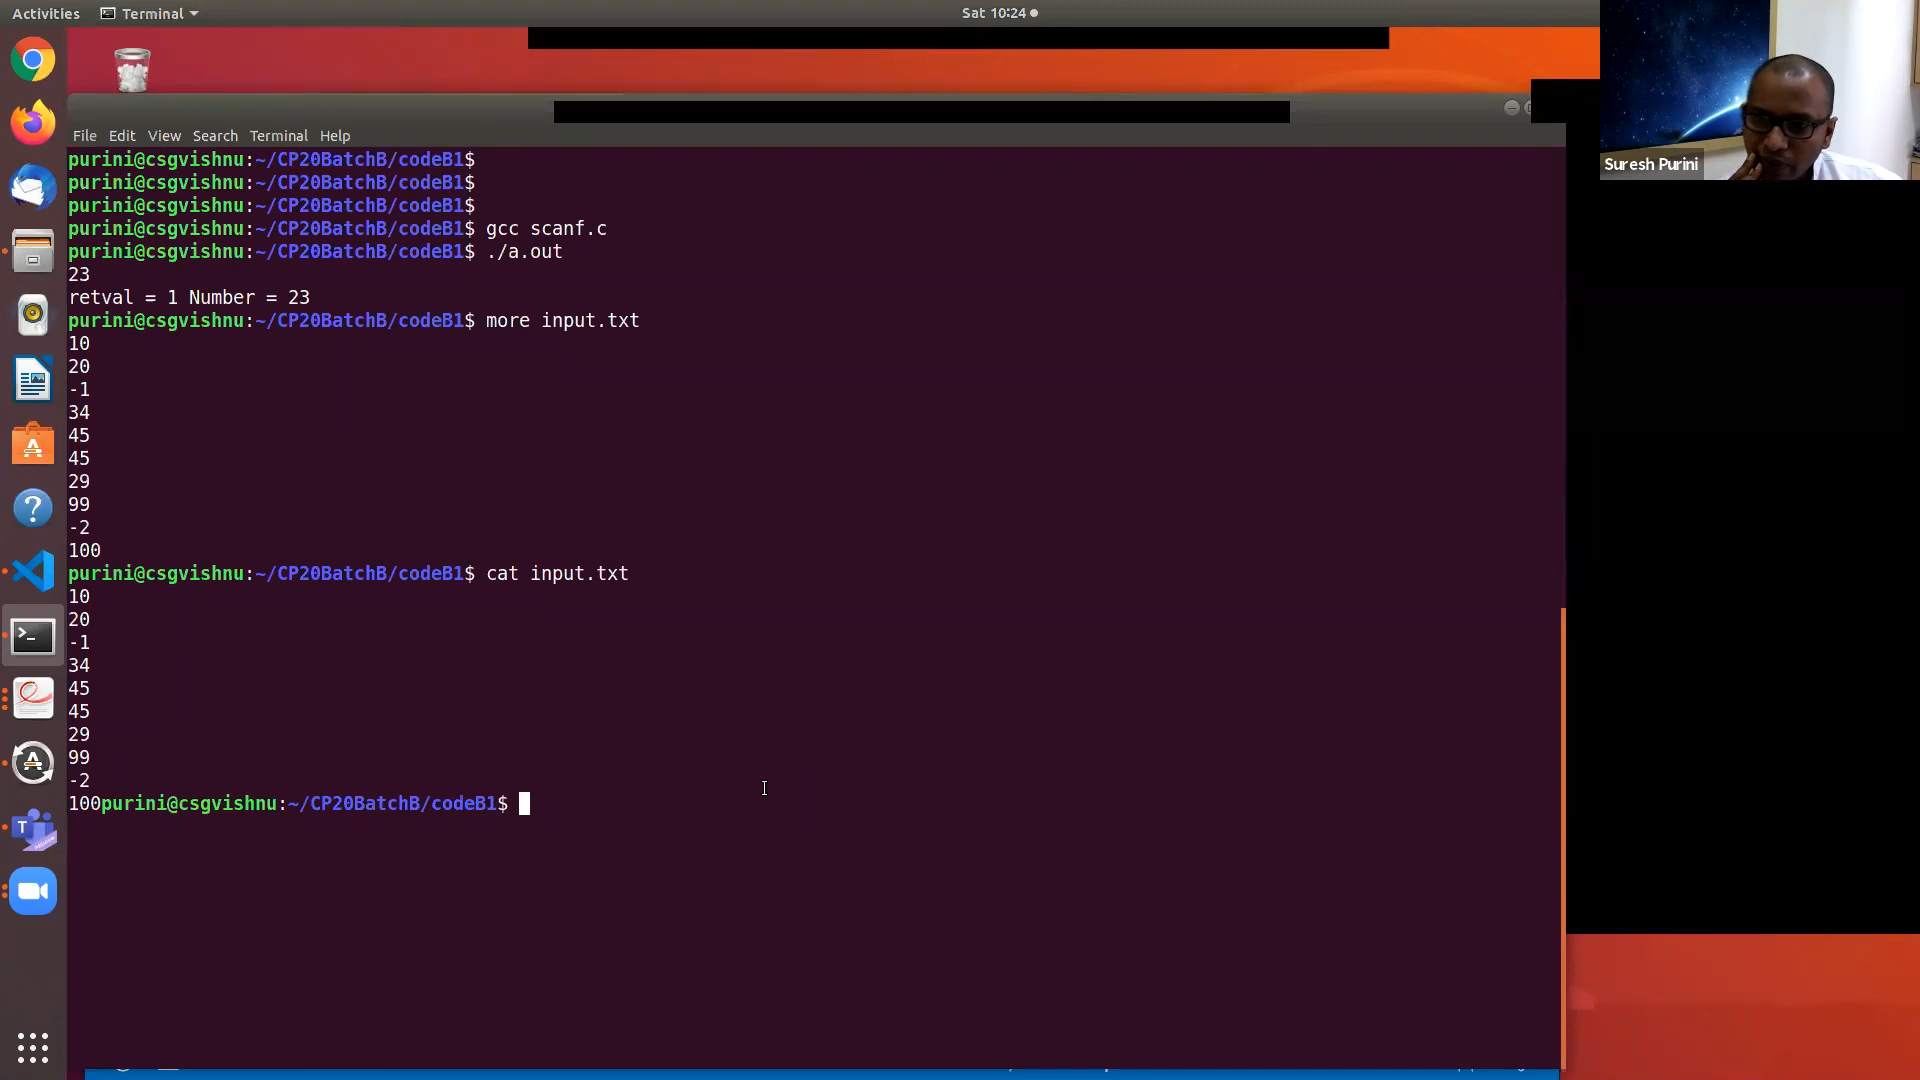 Activities Terminal Sat 10:24
Suresh Purini
File Edit View Search Terminal Help
purini@csgvishnu:~/CP20BatchB/codeB1$
purini@csgvishnu:~/CP20BatchB/codeB1$
purini@csgvishnu:~/CP20BatchB/codeB1$
purini@csgvishnu:~/CP20BatchB/codeB1$ gcc scanf.c
purini@csgvishnu:~/CP20BatchB/codeB1$ ./a.out
23
retval = 1 Number = 23
purini@csgvishnu:~/CP20BatchB/codeB1$ more input.txt
10
20
-1
34
45
45
29
99
-2
100
purini@csgvishnu:~/CP20BatchB/codeB1$ cat input.txt
10
20
-1
34
45
45
29
99
-2
100purini@csgvishnu:~/CP20BatchB/codeB1$